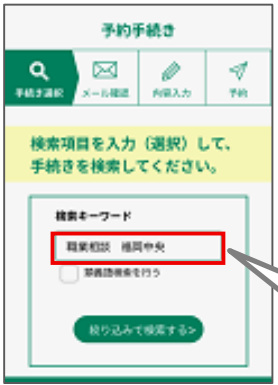 予約手続き
手続き選択
メール確認
内容入力
予約
検索項目を入力（選択）して、
手続きを検索してください。
検索キーワード
職業相談　福岡中央
類義語検索を行う
絞り込みで検索する>